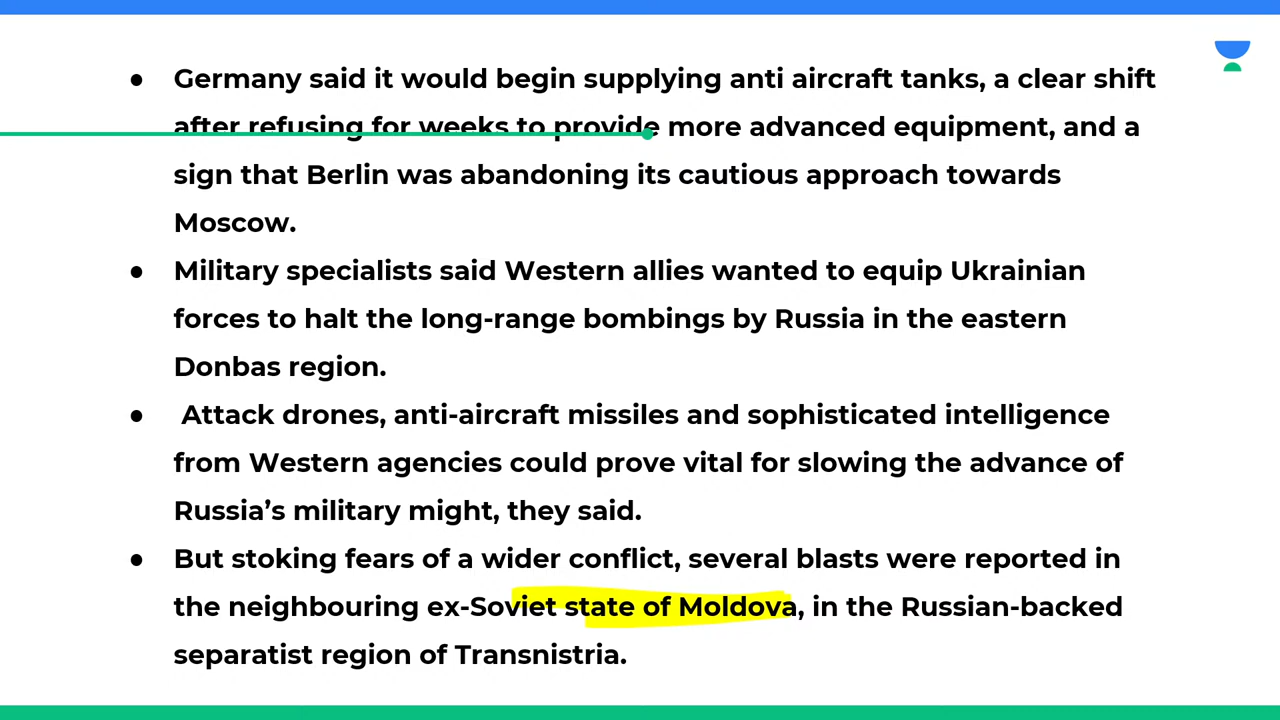 ● Germany said it would begin supplying anti aircraft tanks, a clear shift
after refusing for weeks to provide more advanced equipment, and a
sign that Berlin was abandoning its cautious approach towards
Moscow.
● Military specialists said Western allies wanted to equip Ukrainian
forces to halt the long-range bombings by Russia in the eastern
Donbas region.
● Attack drones, anti-aircraft missiles and sophisticated intelligence
from Western agencies could prove vital for slowing the advance of
Russia’s military might, they said.
● But stoking fears of a wider conflict, several blasts were reported in
the neighbouring ex-Soviet state of Moldova, in the Russian-backed
separatist region of Transnistria.